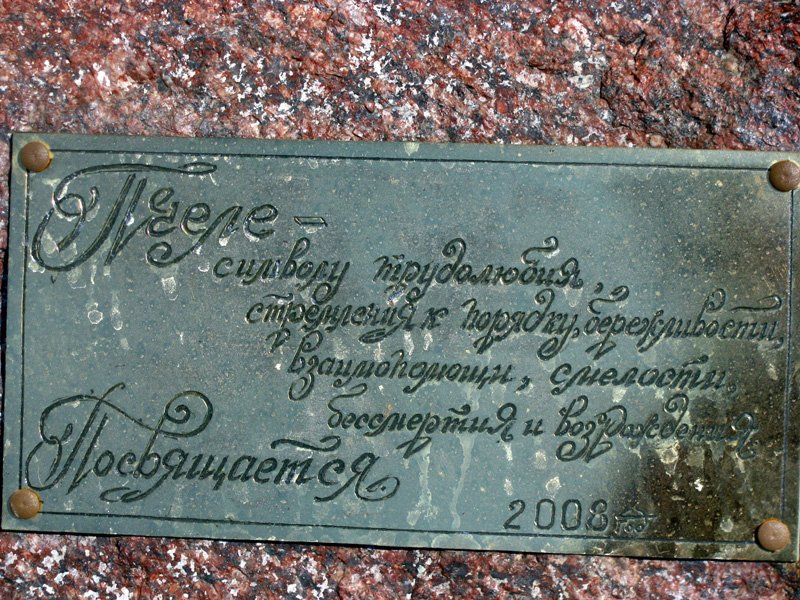 Пчеле -
символу трудолюбия,
стремления к порядку, бережливости,
взаимопомощи, смелости,
бессмертия и возрождения
Посвящается
2008